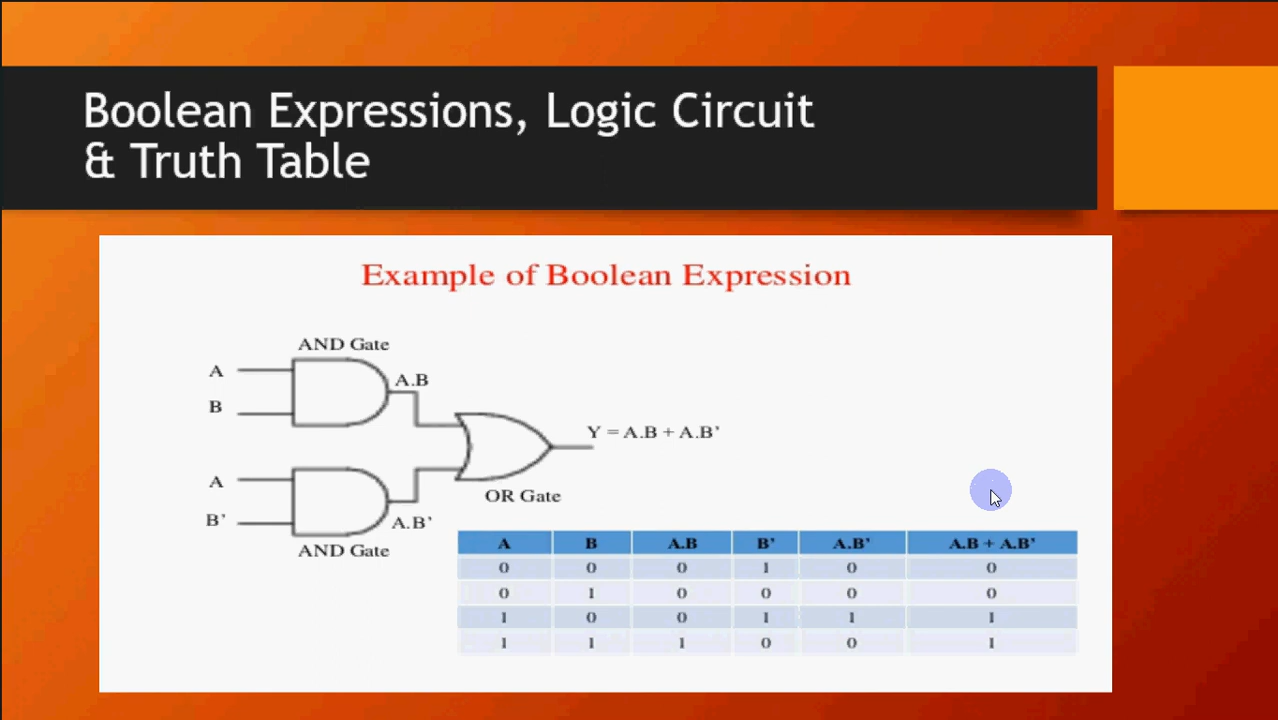 Boolean Expressions, Logic Circuit
& Truth Table
Example of Boolean Expression
AND Gate
A
A.B
B
Y = A.B + A.B’
A
OR Gate
B’
A.B’
AND Gate
A B A.B B’ A.B’ A.B + A.B’
0 0 0 1 0 0
0 1 0 0 0 0
1 0 0 1 1 1
1 1 1 0 0 1